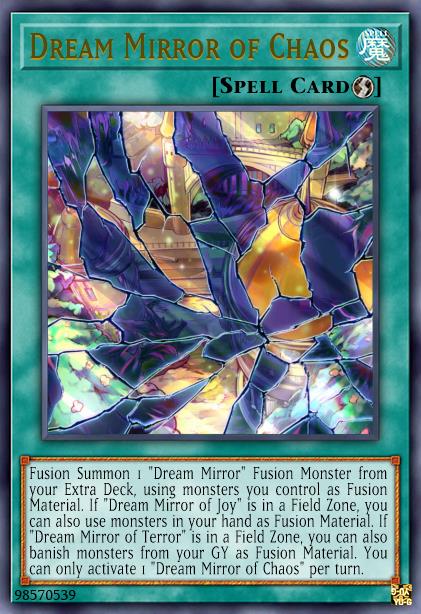 Dream Mirror of Chaos
SPELL
魔
[Spell Card]
Fusion Summon 1 "Dream Mirror" Fusion Monster from
your Extra Deck, using monsters you control as Fusion
Material. If "Dream Mirror of Joy" is in a Field Zone, you
can also use monsters in your hand as Fusion Material. If
"Dream Mirror of Terror" is in a Field Zone, you can also
banish monsters from your GY as Fusion Material. You
can only activate 1 "Dream Mirror of Chaos" per turn.
98570539